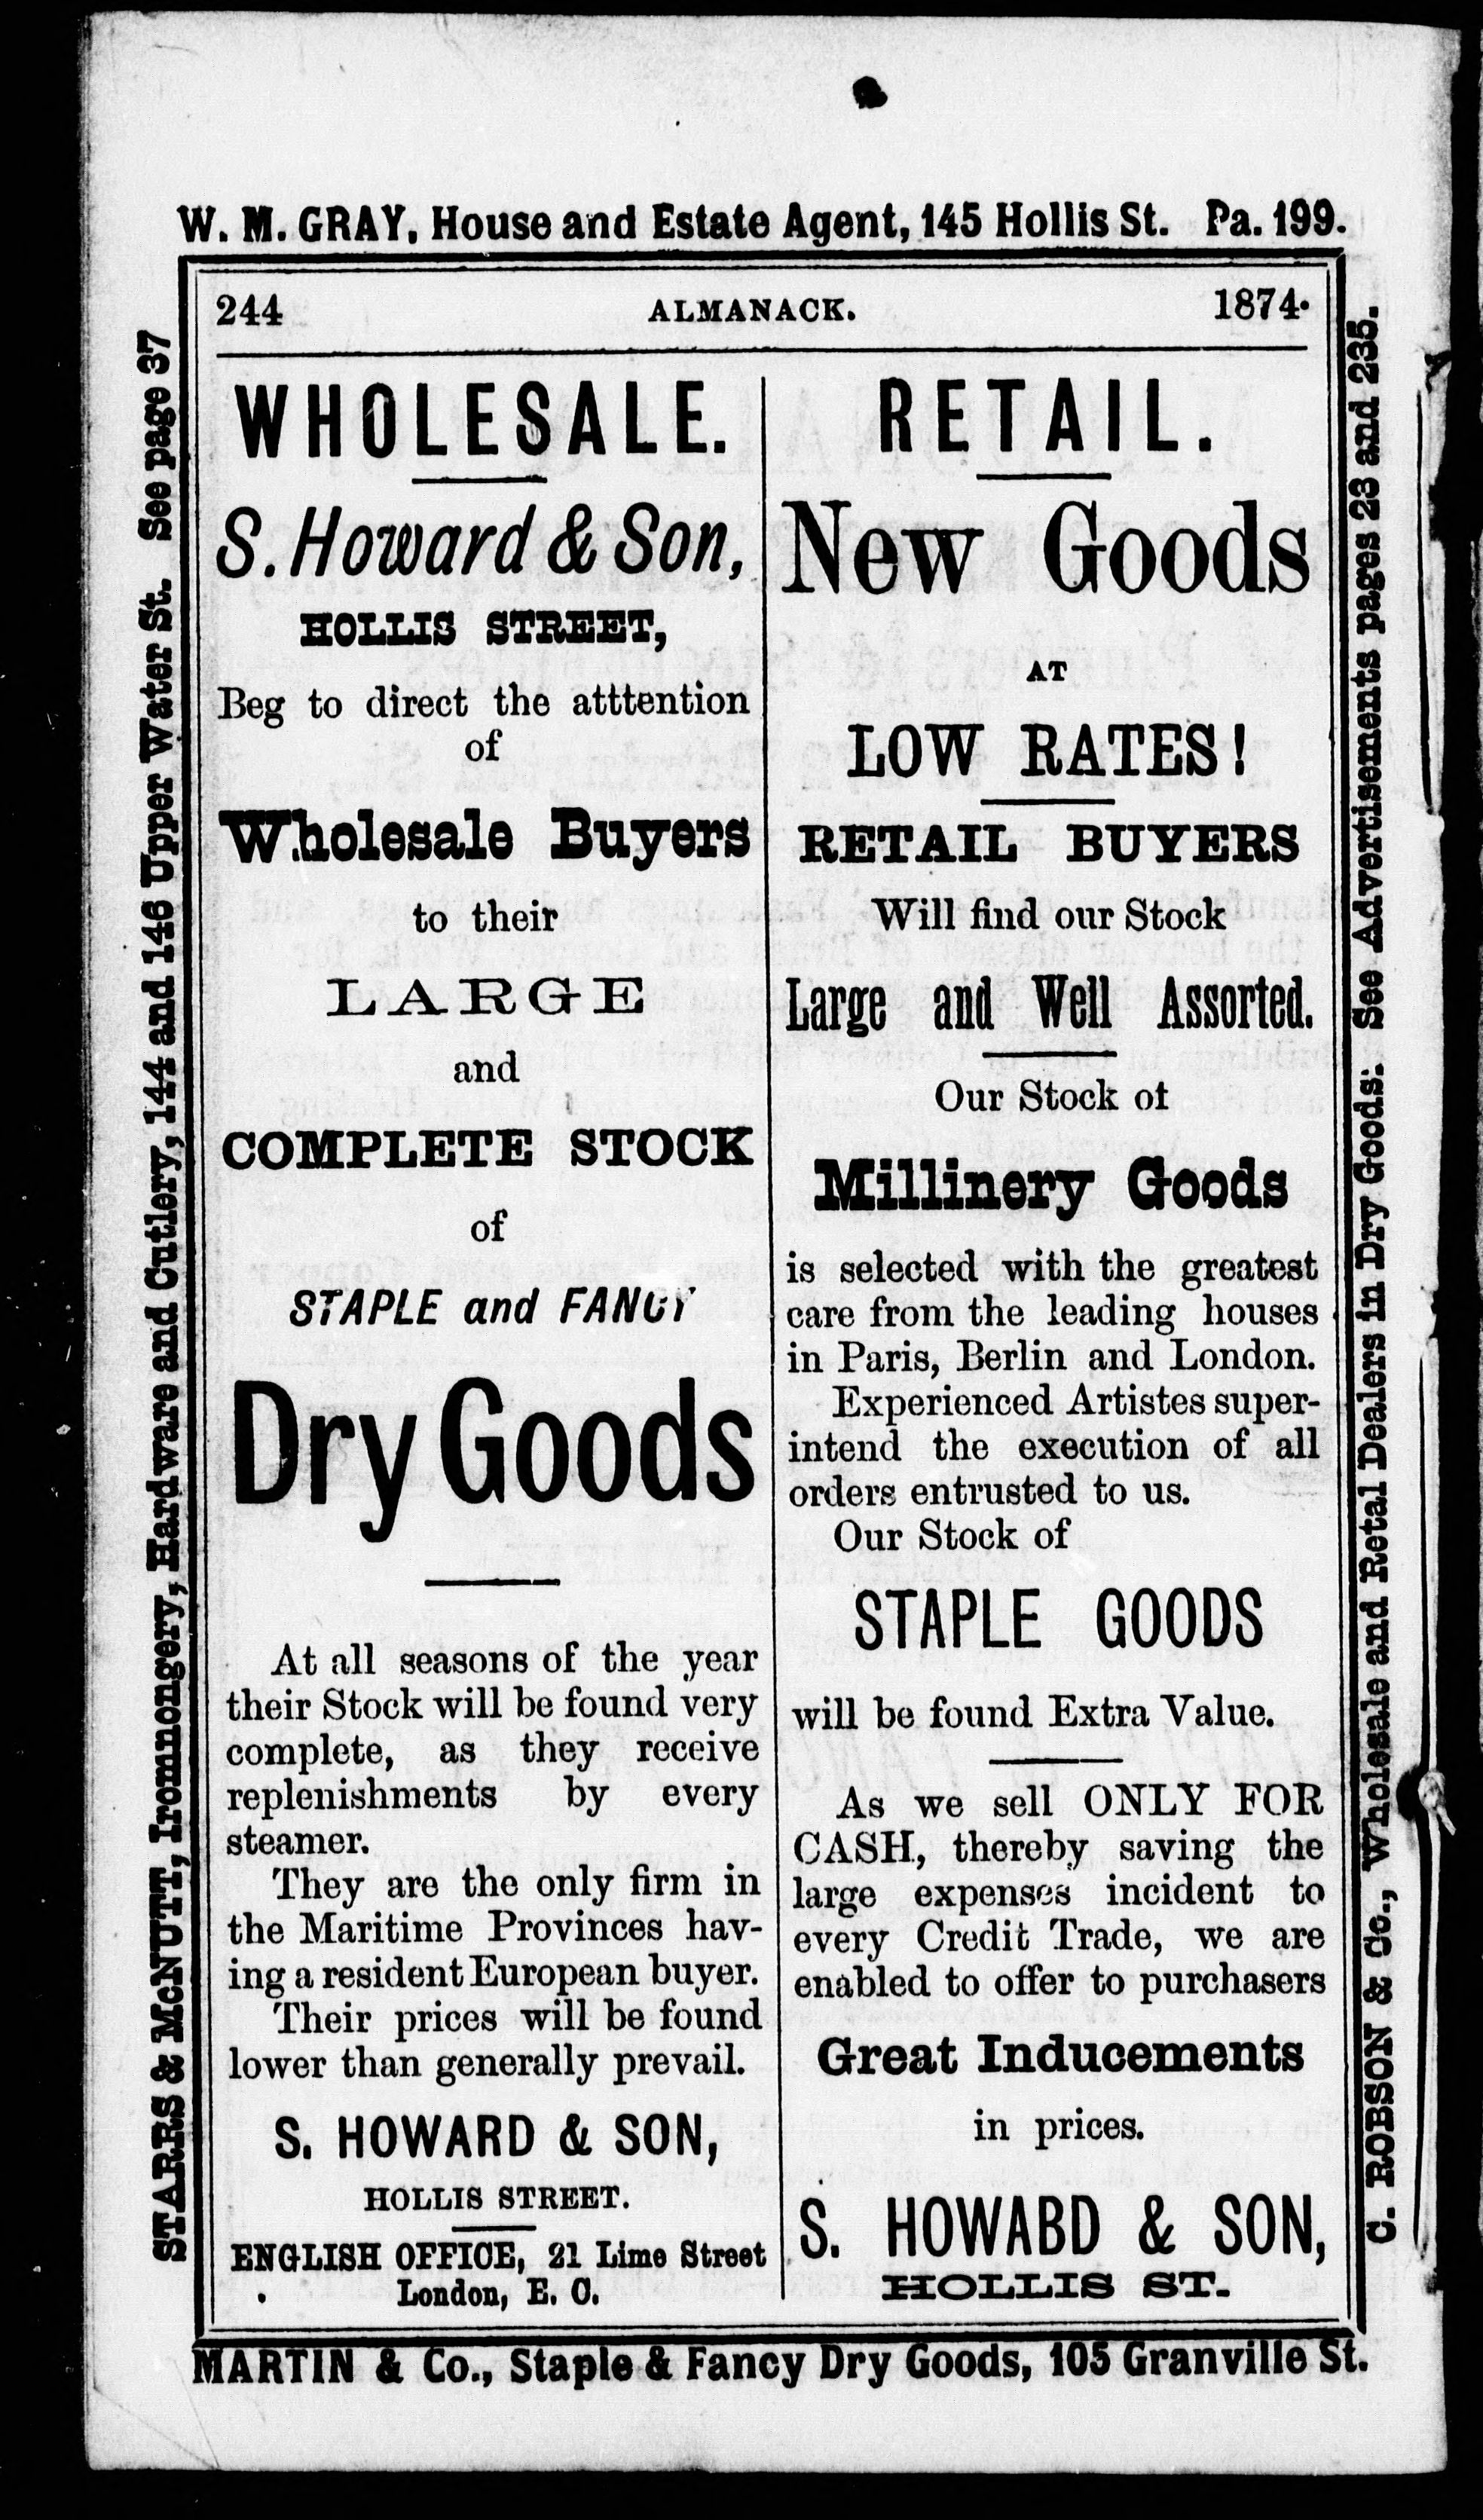 W. M. GRAY, House and Estate Agent, 145 Hollis St. Pa. 199.
244 ALMANACK. 1874.
WHOLESALE.
S. Howard & Son,
HOLLIS STREET,
Beg to direct the atttention
of
Wholesale Buyers
to their
LARGE
and
COMPLETE STOCK
of
STAPLE and FANCY
Dry Goods
At all seasons of the year
their Stock will be found very
complete, as they receive
replenishments by every
steamer.
They are the only firm in
the Maritime Provinces hav-
ing a resident European buyer.
Their prices will be found
lower than generally prevail.
S. HOWARD & SON,
HOLLIS STREET.
ENGLISH OFFICE, 21 Lime Street
London, E. C.
RETAIL.
New Goods
AT
LOW RATES!
RETAIL BUYERS
Will find our Stock
Large and Well Assorted.
Our Stock of
Millinery Goods
is selected with the greatest
care from the leading houses
in Paris, Berlin and London.
Experienced Artistes super-
intend the execution of all
orders entrusted to us.
Our Stock of
STAPLE GOODS
will be found Extra Value.
As we sell ONLY FOR
CASH, thereby saving the
large expenses incident to
every Credit Trade, we are
enabled to offer to purchasers
Great Inducements
in prices.
S. HOWABD & SON,
HOLLIS ST.
STARRS & McNUTT, Iromnongery, Hardware and Cutlery, 144 and 146 Upper Water St. See page 37
C. ROBSON & Co., Wholesale and Retal Dealers in Dry Goods. See Advertisements pages 23 and 235.
MARTIN & Co., Staple & Fancy Dry Goods, 105 Granville St.